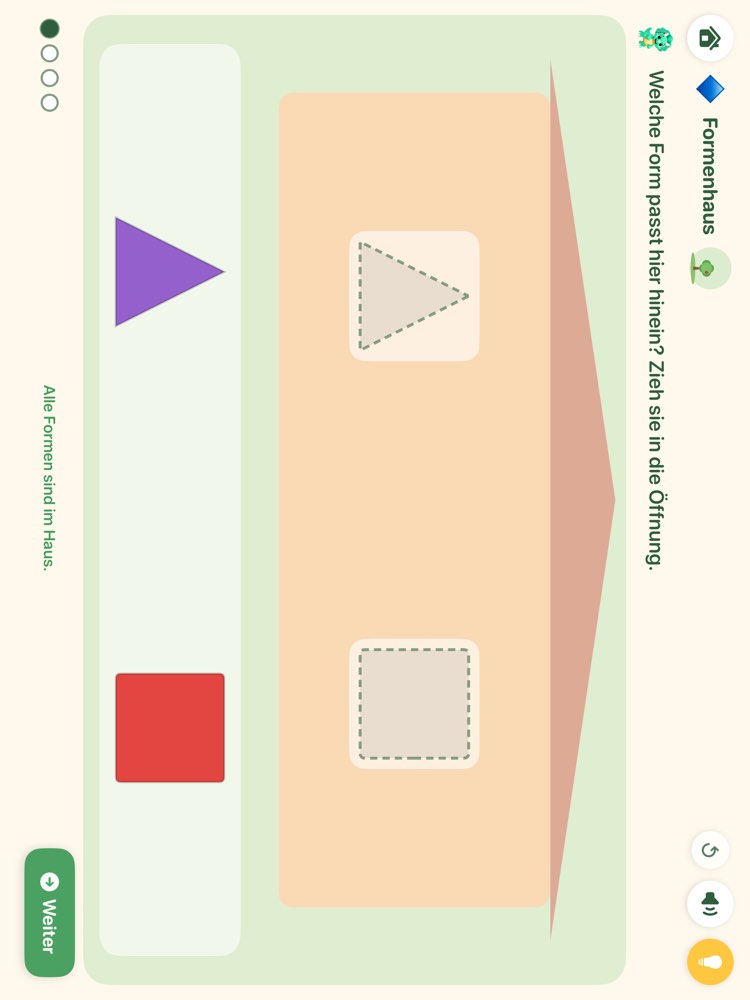 Formenhaus
Welche Form passt hier hinein? Zieh sie in die Öffnung.
Alle Formen sind im Haus.
Weiter